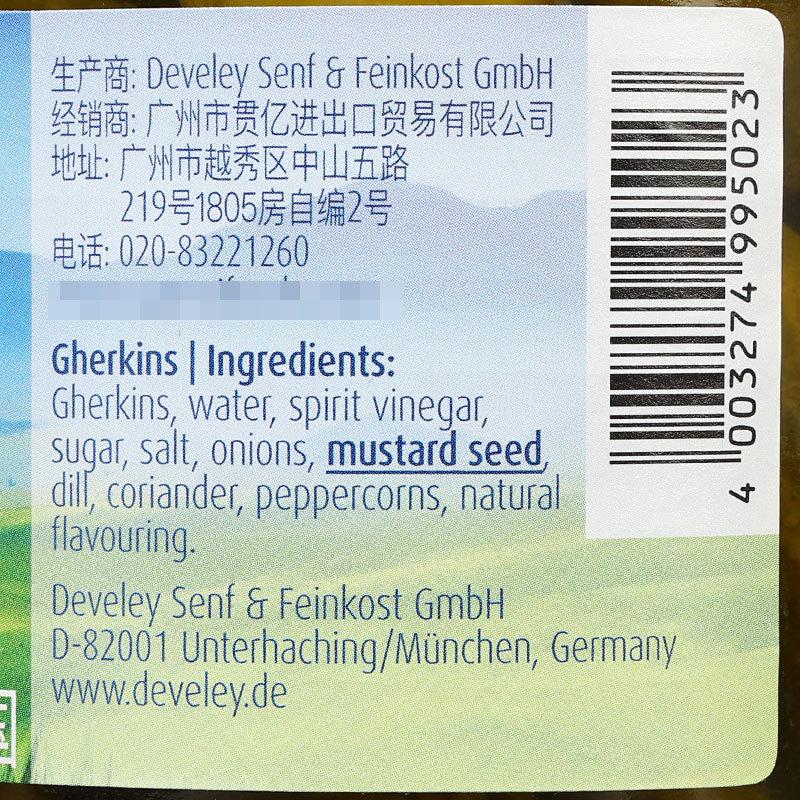 生产商: Develey Senf & Feinkost GmbH
经销商: 广州市贯亿进出口贸易有限公司
地址: 广州市越秀区中山五路
219号1805房自编2号
电话: 020-83221260
Gherkins | Ingredients:
Gherkins, water, spirit vinegar,
sugar, salt, onions, mustard seed,
dill, coriander, peppercorns, natural
flavouring.
Develey Senf & Feinkost GmbH
D-82001 Unterhaching/München, Germany
www.develey.de
4 003274 995023